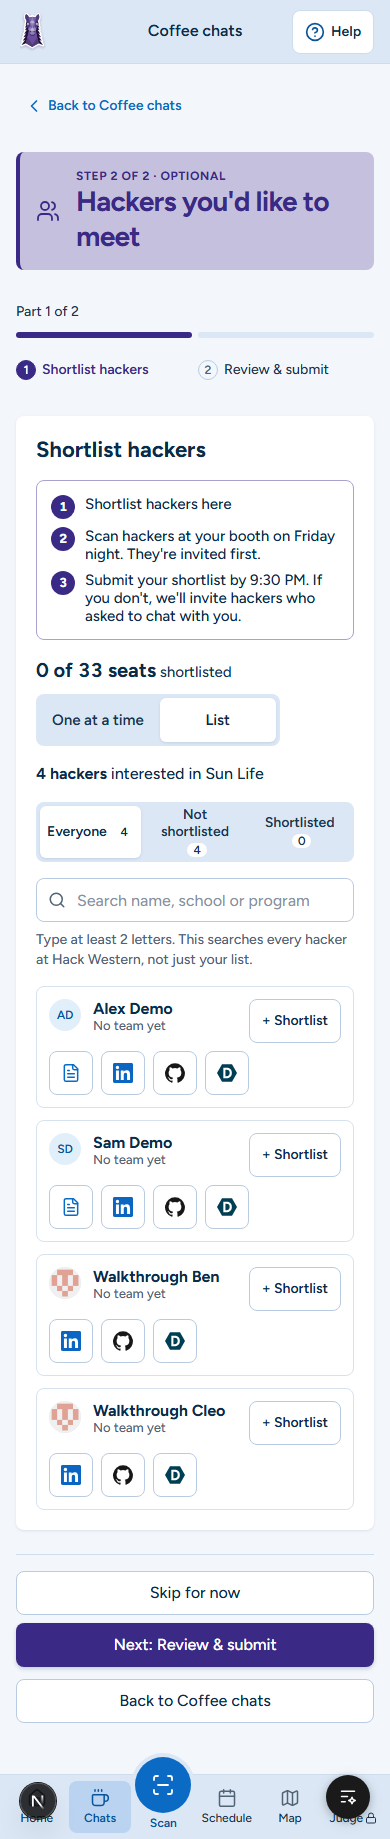 Coffee chats
Help
Back to Coffee chats
STEP 2 OF 2 · OPTIONAL
Hackers you'd like to
meet
Part 1 of 2
1 Shortlist hackers
2 Review & submit
Shortlist hackers
1 Shortlist hackers here
2 Scan hackers at your booth on Friday
night. They're invited first.
3 Submit your shortlist by 9:30 PM. If
you don't, we'll invite hackers who
asked to chat with you.
0 of 33 seats shortlisted
One at a time
List
4 hackers interested in Sun Life
Everyone 4
Not
shortlisted
4
Shortlisted
0
Search name, school or program
Type at least 2 letters. This searches every hacker
at Hack Western, not just your list.
AD
Alex Demo
No team yet
+ Shortlist
in
D
SD
Sam Demo
No team yet
+ Shortlist
in
D
Walkthrough Ben
No team yet
+ Shortlist
in
D
Walkthrough Cleo
No team yet
+ Shortlist
in
D
Skip for now
Next: Review & submit
Back to Coffee chats
N
Home
Chats
Scan
Schedule
Map
Judge